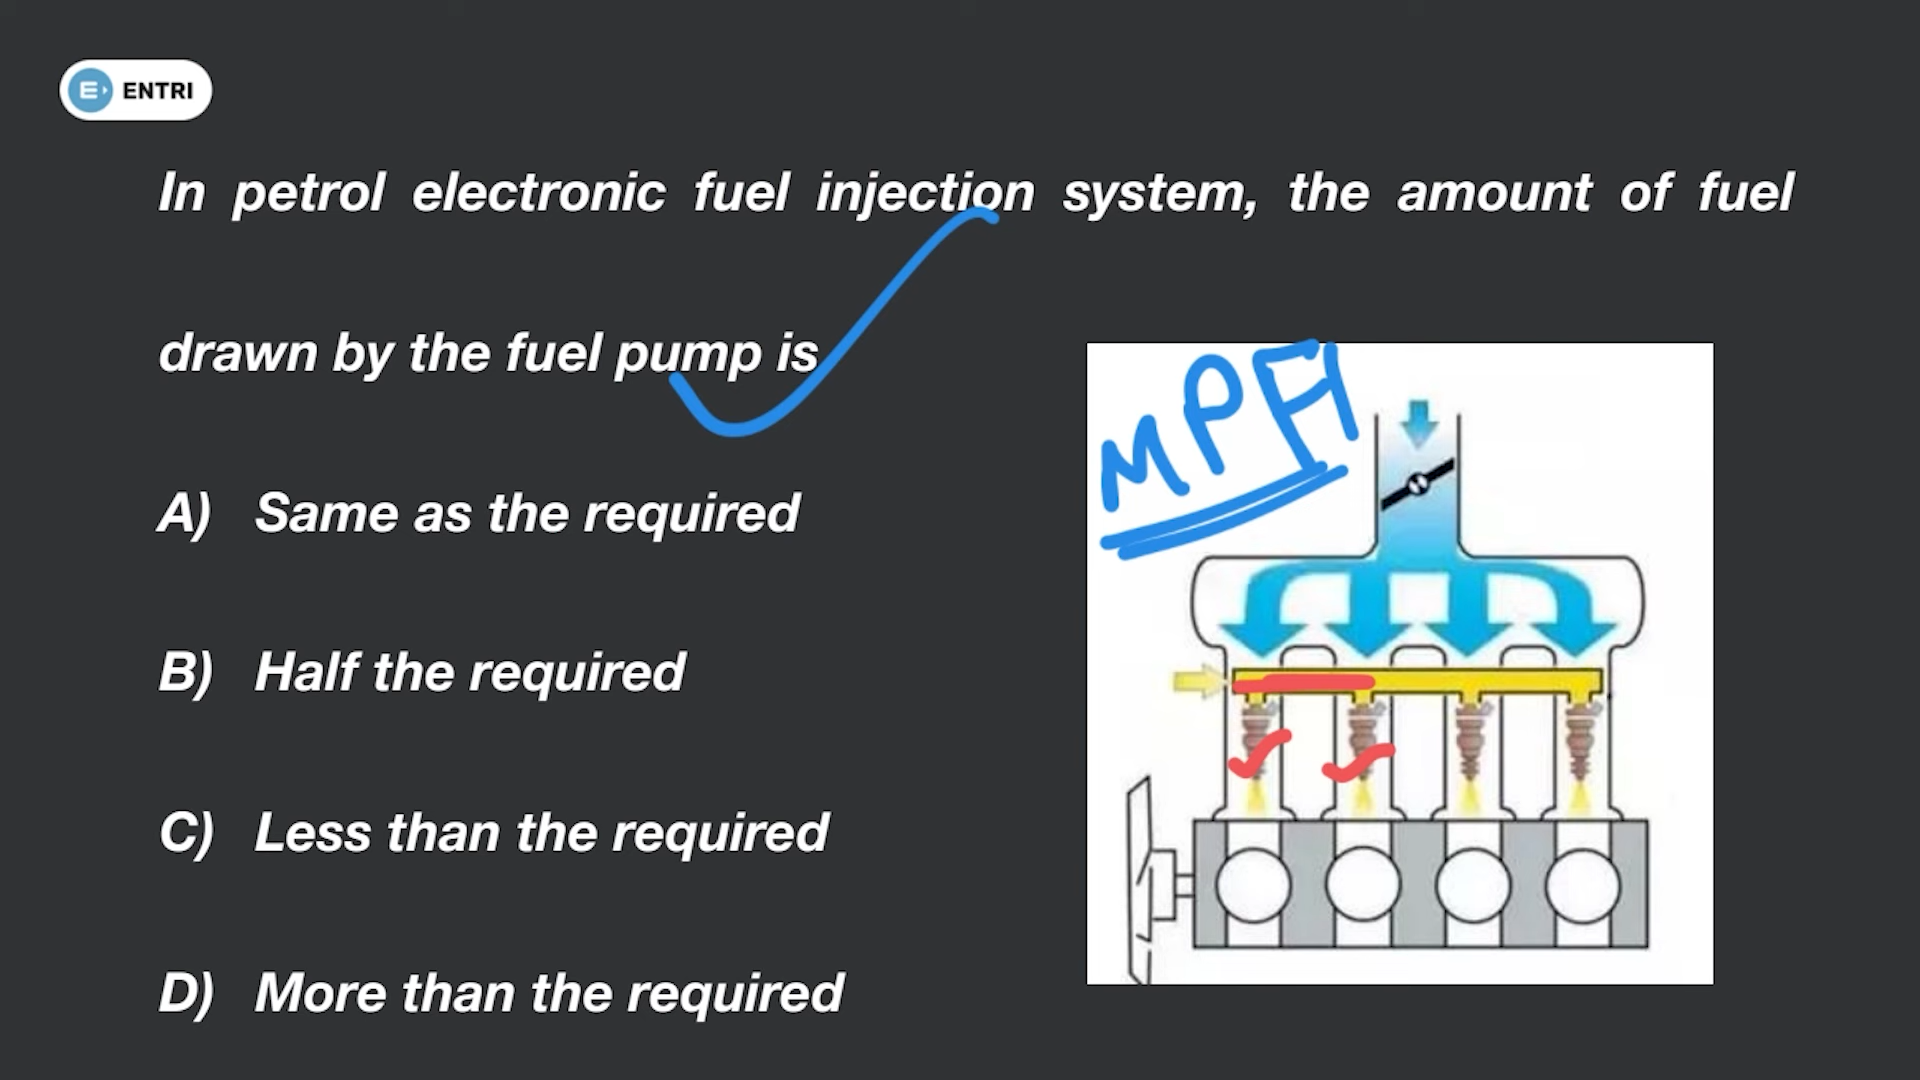 ENTRI
In petrol electronic fuel injection system, the amount of fuel
drawn by the fuel pump is
A) Same as the required
B) Half the required
C) Less than the required
D) More than the required
MPFI